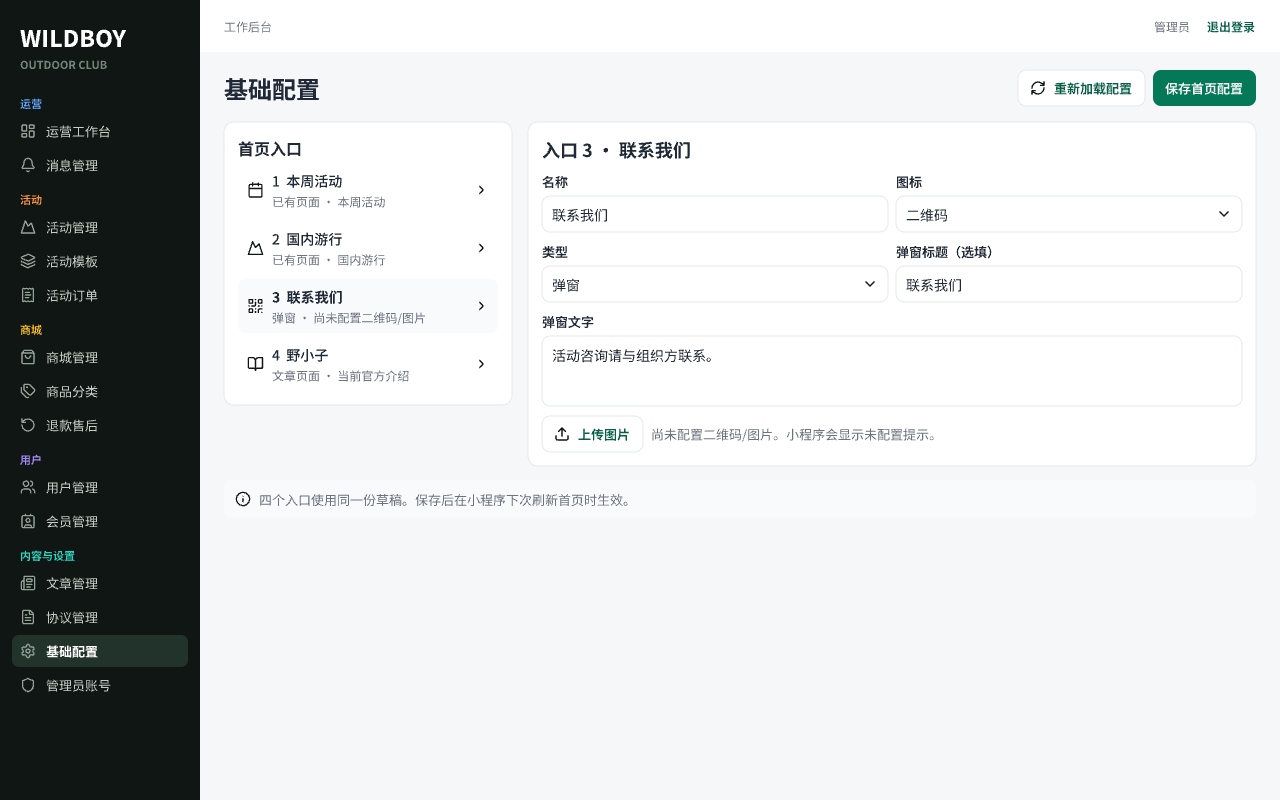 WILDBOY
OUTDOOR CLUB
运营
运营工作台
消息管理
活动
活动管理
活动模板
活动订单
商城
商城管理
商品分类
退款售后
用户
用户管理
会员管理
内容与设置
文章管理
协议管理
基础配置
管理员账号
工作后台
管理员 退出登录
基础配置
重新加载配置 保存首页配置
首页入口
1 本周活动
已有页面 · 本周活动
2 国内游行
已有页面 · 国内游行
3 联系我们
弹窗 · 尚未配置二维码/图片
4 野小子
文章页面 · 当前官方介绍
入口 3 · 联系我们
名称 图标
联系我们 二维码
类型 弹窗标题（选填）
弹窗 联系我们
弹窗文字
活动咨询请与组织方联系。
上传图片 尚未配置二维码/图片。小程序会显示未配置提示。
四个入口使用同一份草稿。保存后在小程序下次刷新首页时生效。